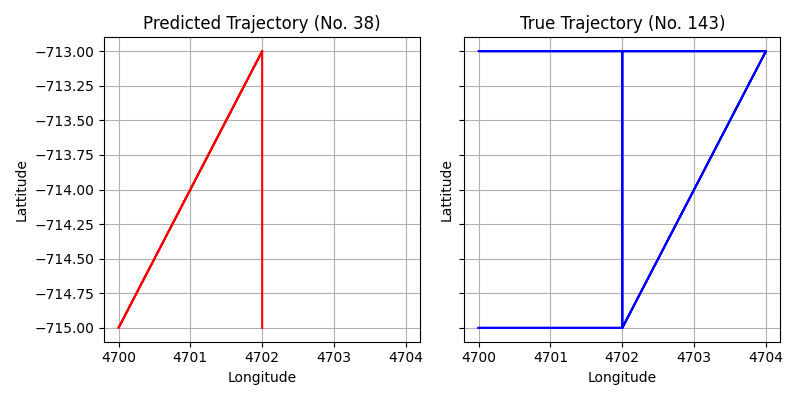 Predicted Trajectory (No. 38)
−713.00
−713.25
−713.50
−713.75
−714.00
−714.25
−714.50
−714.75
−715.00
Lattitude
4700 4701 4702 4703 4704
Longitude
True Trajectory (No. 143)
Lattitude
4700 4701 4702 4703 4704
Longitude